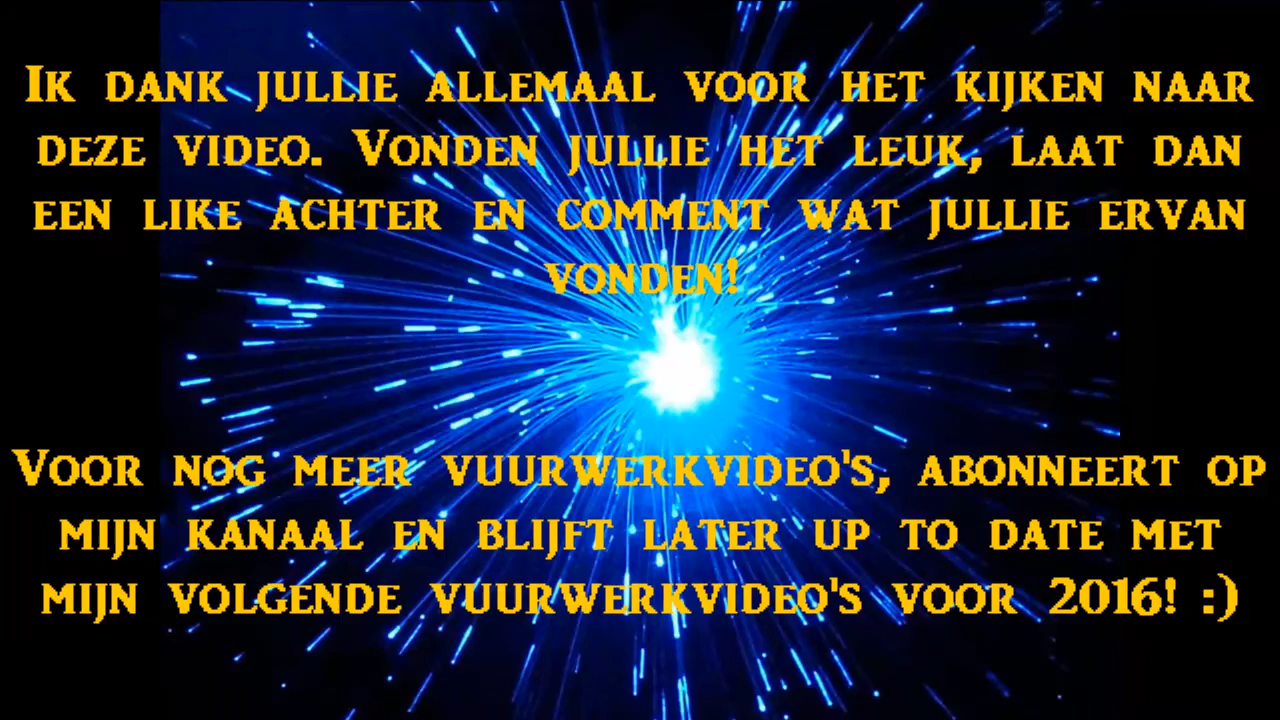 Ik dank jullie allemaal voor het kijken naar
deze video. Vonden jullie het leuk, laat dan
een like achter en comment wat jullie ervan
vonden!
Voor nog meer vuurwerkvideo's, abonneert op
mijn kanaal en blijft later up to date met
mijn volgende vuurwerkvideo's voor 2016! :)